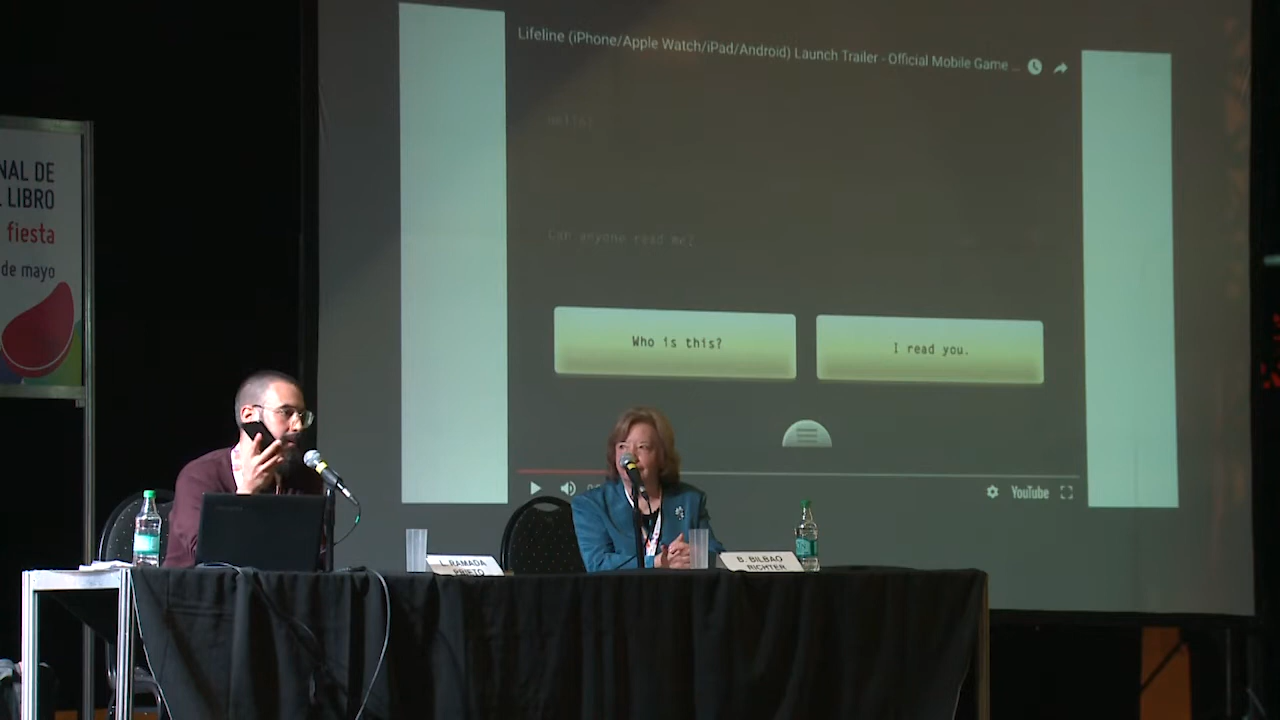 Lifeline (iPhone/Apple Watch/iPad/Android) Launch Trailer - Official Mobile Game ...
Can anyone read me?
Who is this?
I read you.
YouTube
NAL DE
LIBRO
fiesta
de mayo
L. RAMADA
PRIETO
B. BILBAO
RICHTER